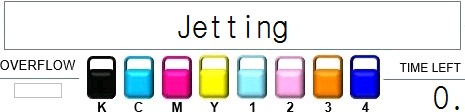 Jetting
OVERFLOW
TIME LEFT
0.
K C M Y 1 2 3 4